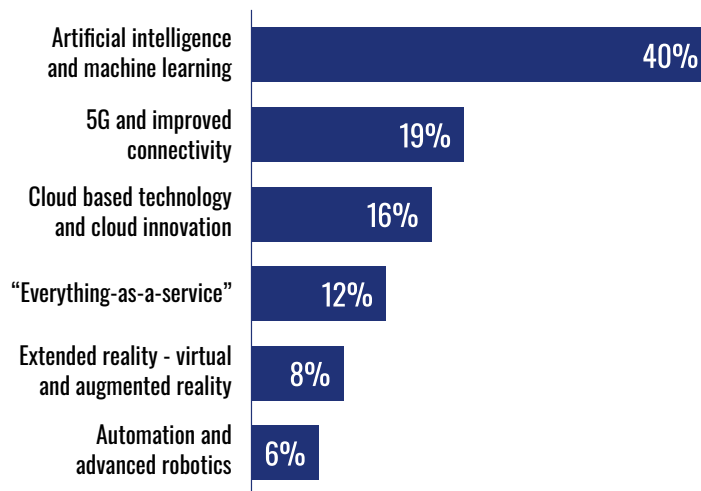 Artificial intelligence
and machine learning
40%
5G and improved
connectivity
19%
Cloud based technology
and cloud innovation
16%
“Everything-as-a-service”
12%
Extended reality - virtual
and augmented reality
8%
Automation and
advanced robotics
6%